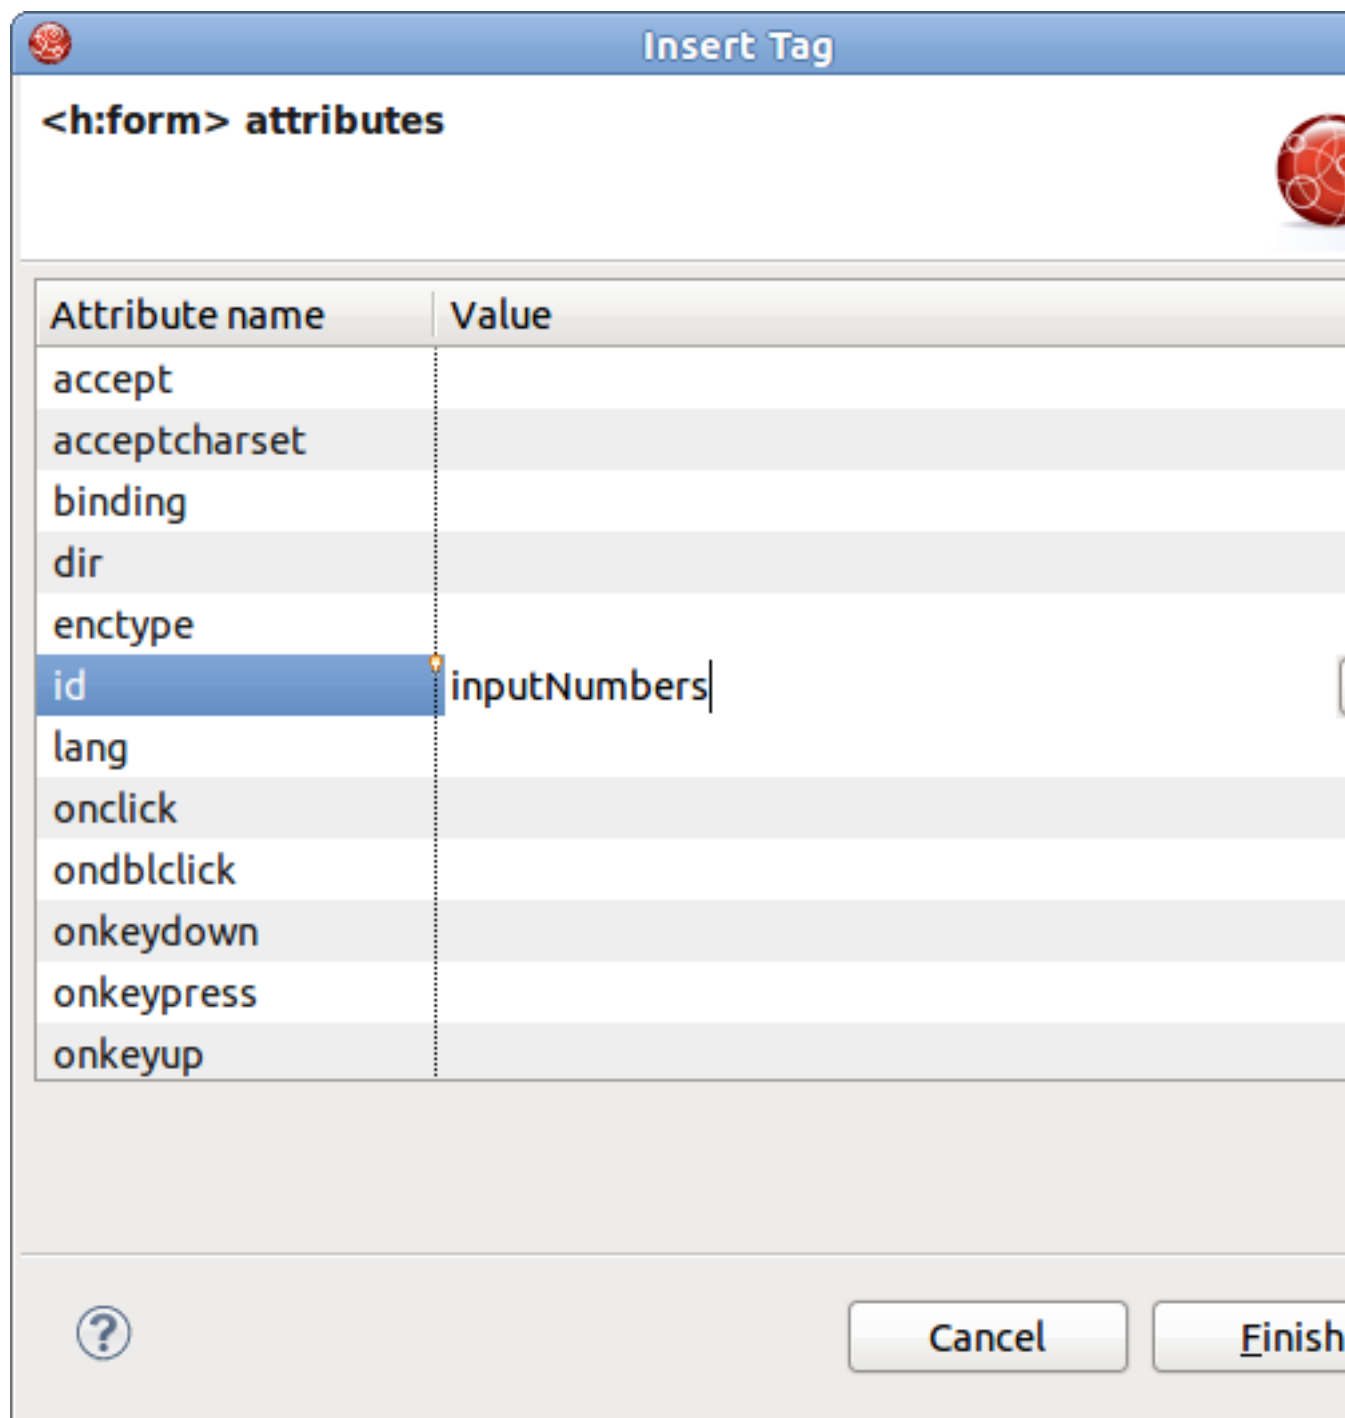 Insert Tag
<h:form> attributes
Attribute name Value
accept
acceptcharset
binding
dir
enctype
id inputNumbers
lang
onclick
ondblclick
onkeydown
onkeypress
onkeyup
? Cancel Finish